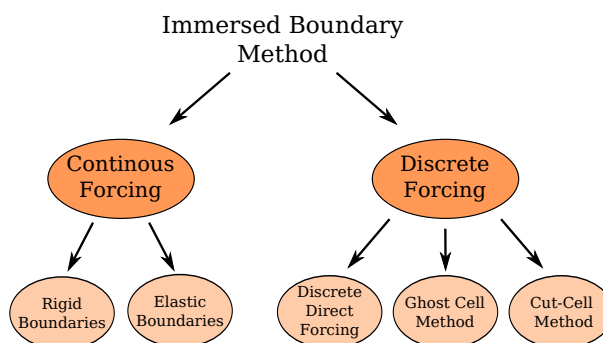 Immersed Boundary
Method
Continous
Forcing
Discrete
Forcing
Rigid
Boundaries
Elastic
Boundaries
Discrete
Direct
Forcing
Ghost Cell
Method
Cut-Cell
Method